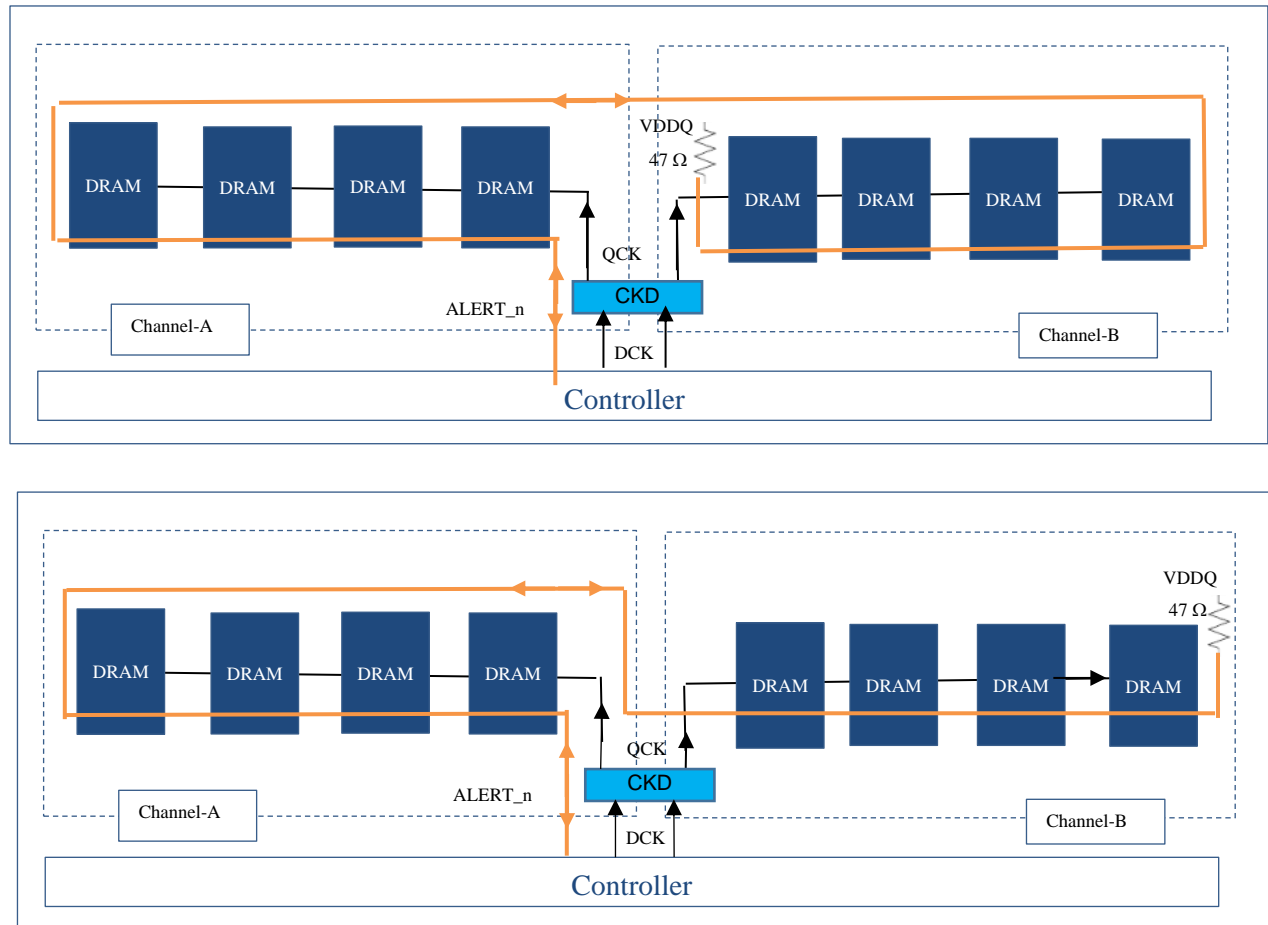 VDDQ
47 Ω
DRAM
DRAM
DRAM
DRAM
DRAM
DRAM
DRAM
DRAM
QCK
CKD
ALERT_n
Channel-A
Channel-B
DCK
Controller
VDDQ
47 Ω
DRAM
DRAM
DRAM
DRAM
DRAM
DRAM
DRAM
DRAM
QCK
CKD
ALERT_n
Channel-A
Channel-B
DCK
Controller